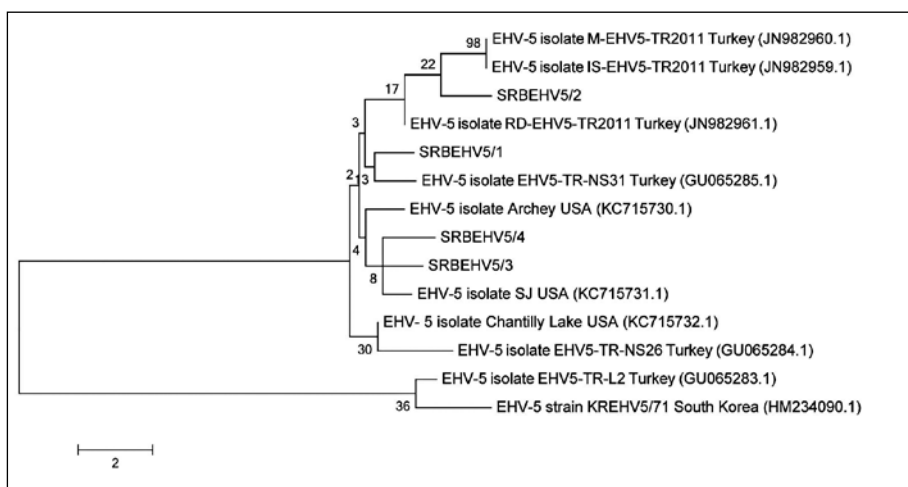 98
EHV-5 isolate M-EHV5-TR2011 Turkey (JN982960.1)
EHV-5 isolate IS-EHV5-TR2011 Turkey (JN982959.1)
22
SRBEHV5/2
17
EHV-5 isolate RD-EHV5-TR2011 Turkey (JN982961.1)
3
SRBEHV5/1
2
13
EHV-5 isolate EHV5-TR-NS31 Turkey (GU065285.1)
EHV-5 isolate Archey USA (KC715730.1)
4
SRBEHV5/4
SRBEHV5/3
8
EHV-5 isolate SJ USA (KC715731.1)
EHV- 5 isolate Chantilly Lake USA (KC715732.1)
30
EHV-5 isolate EHV5-TR-NS26 Turkey (GU065284.1)
EHV-5 isolate EHV5-TR-L2 Turkey (GU065283.1)
36
EHV-5 strain KREHV5/71 South Korea (HM234090.1)
2